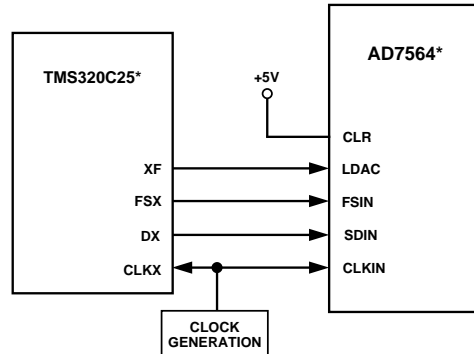 TMS320C25*
AD7564*
+5V
CLR
XF
LDAC
FSX
FSIN
DX
SDIN
CLKX
CLKIN
CLOCK
GENERATION